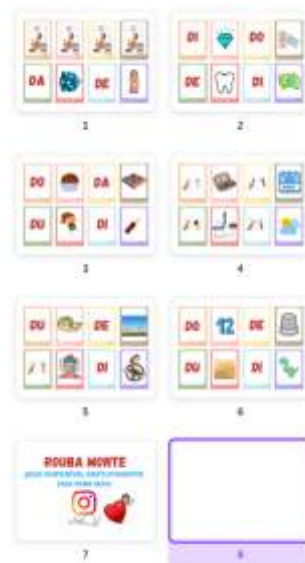 DI DO
DA DE DE DI
1 2
DO DA
DU DI
3 4
DU DE DO 12 DE
DI DU DI
5 6
ROUBA MONTE
7 8